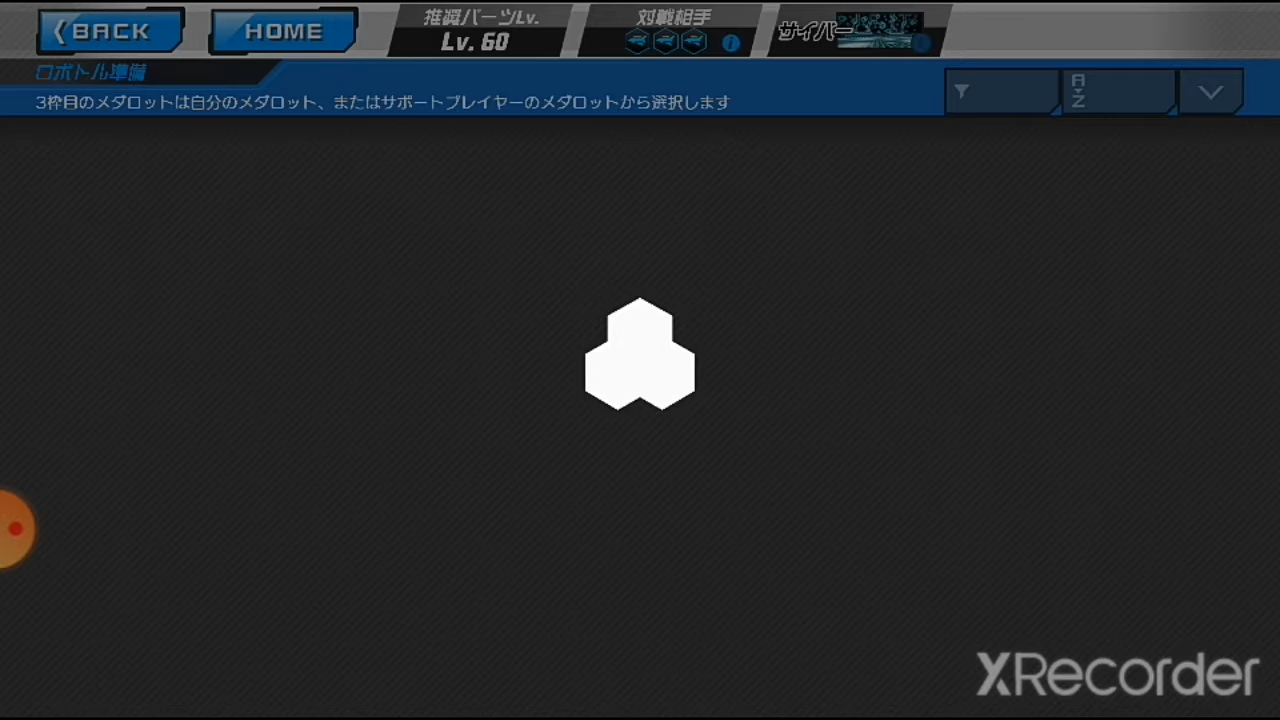 BACK
HOME
推奨パーツLv.
Lv. 60
対戦相手
サイバー
ロボトル準備
3枠目のメダロットは自分のメダロット、またはサポートプレイヤーのメダロットから選択します
A
Z
XRecorder